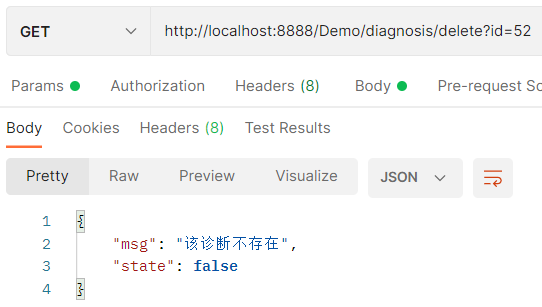 GET http://localhost:8888/Demo/diagnosis/delete?id=52
Params Authorization Headers (8) Body Pre-request Sc
Body Cookies Headers (8) Test Results
Pretty Raw Preview Visualize JSON
1 {
2 "msg": "该诊断不存在",
3 "state": false
4 }